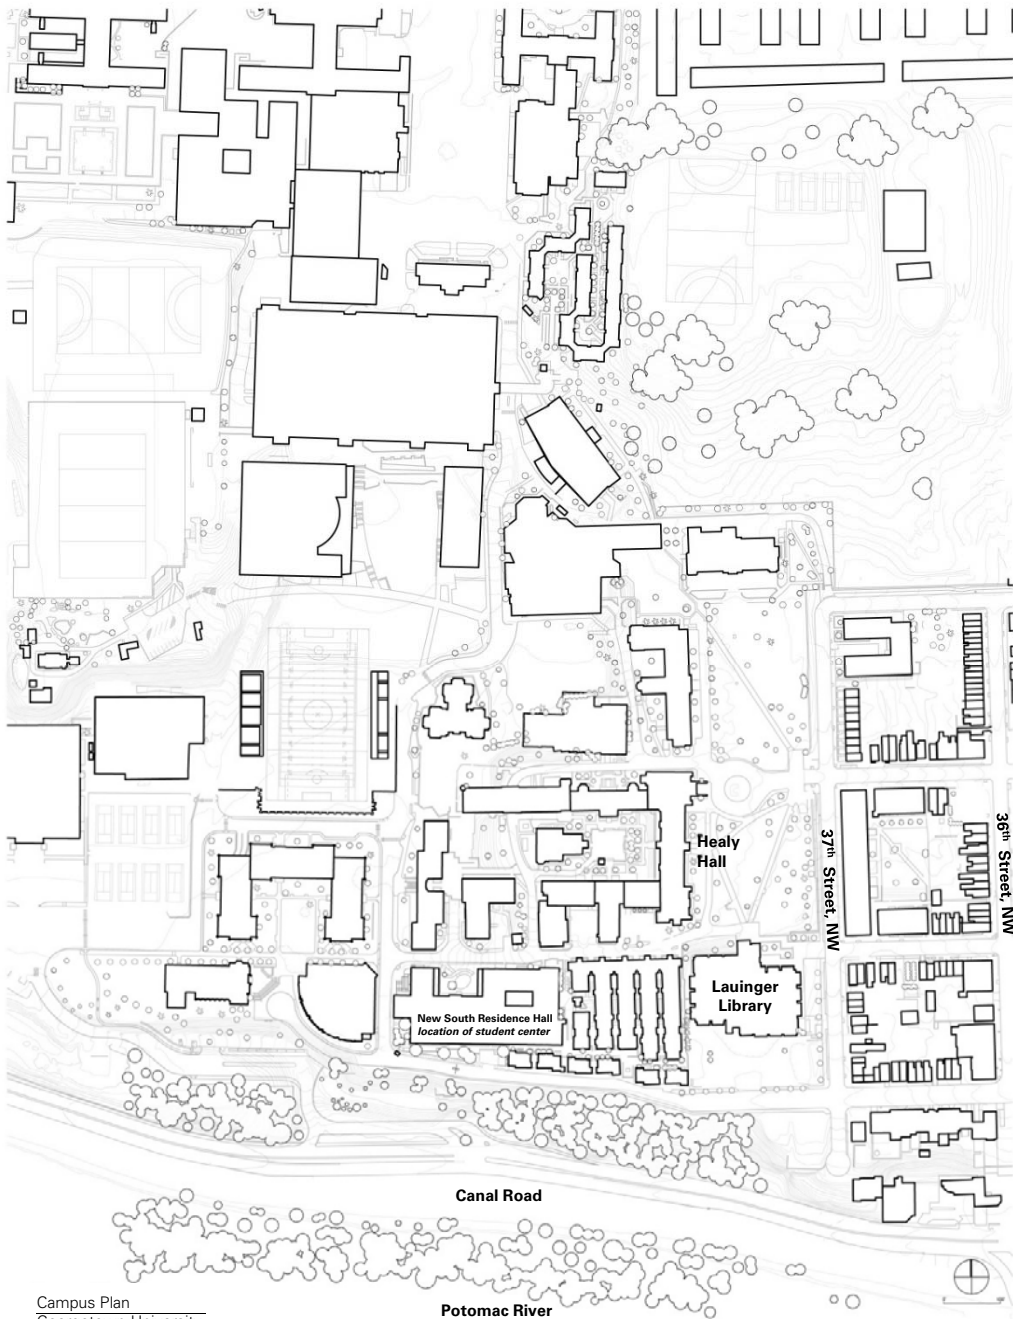 Healy
Hall
37th Street, NW
36th Street, NW
Lauinger
Library
New South Residence Hall
location of student center
Canal Road
Campus Plan
Potomac River